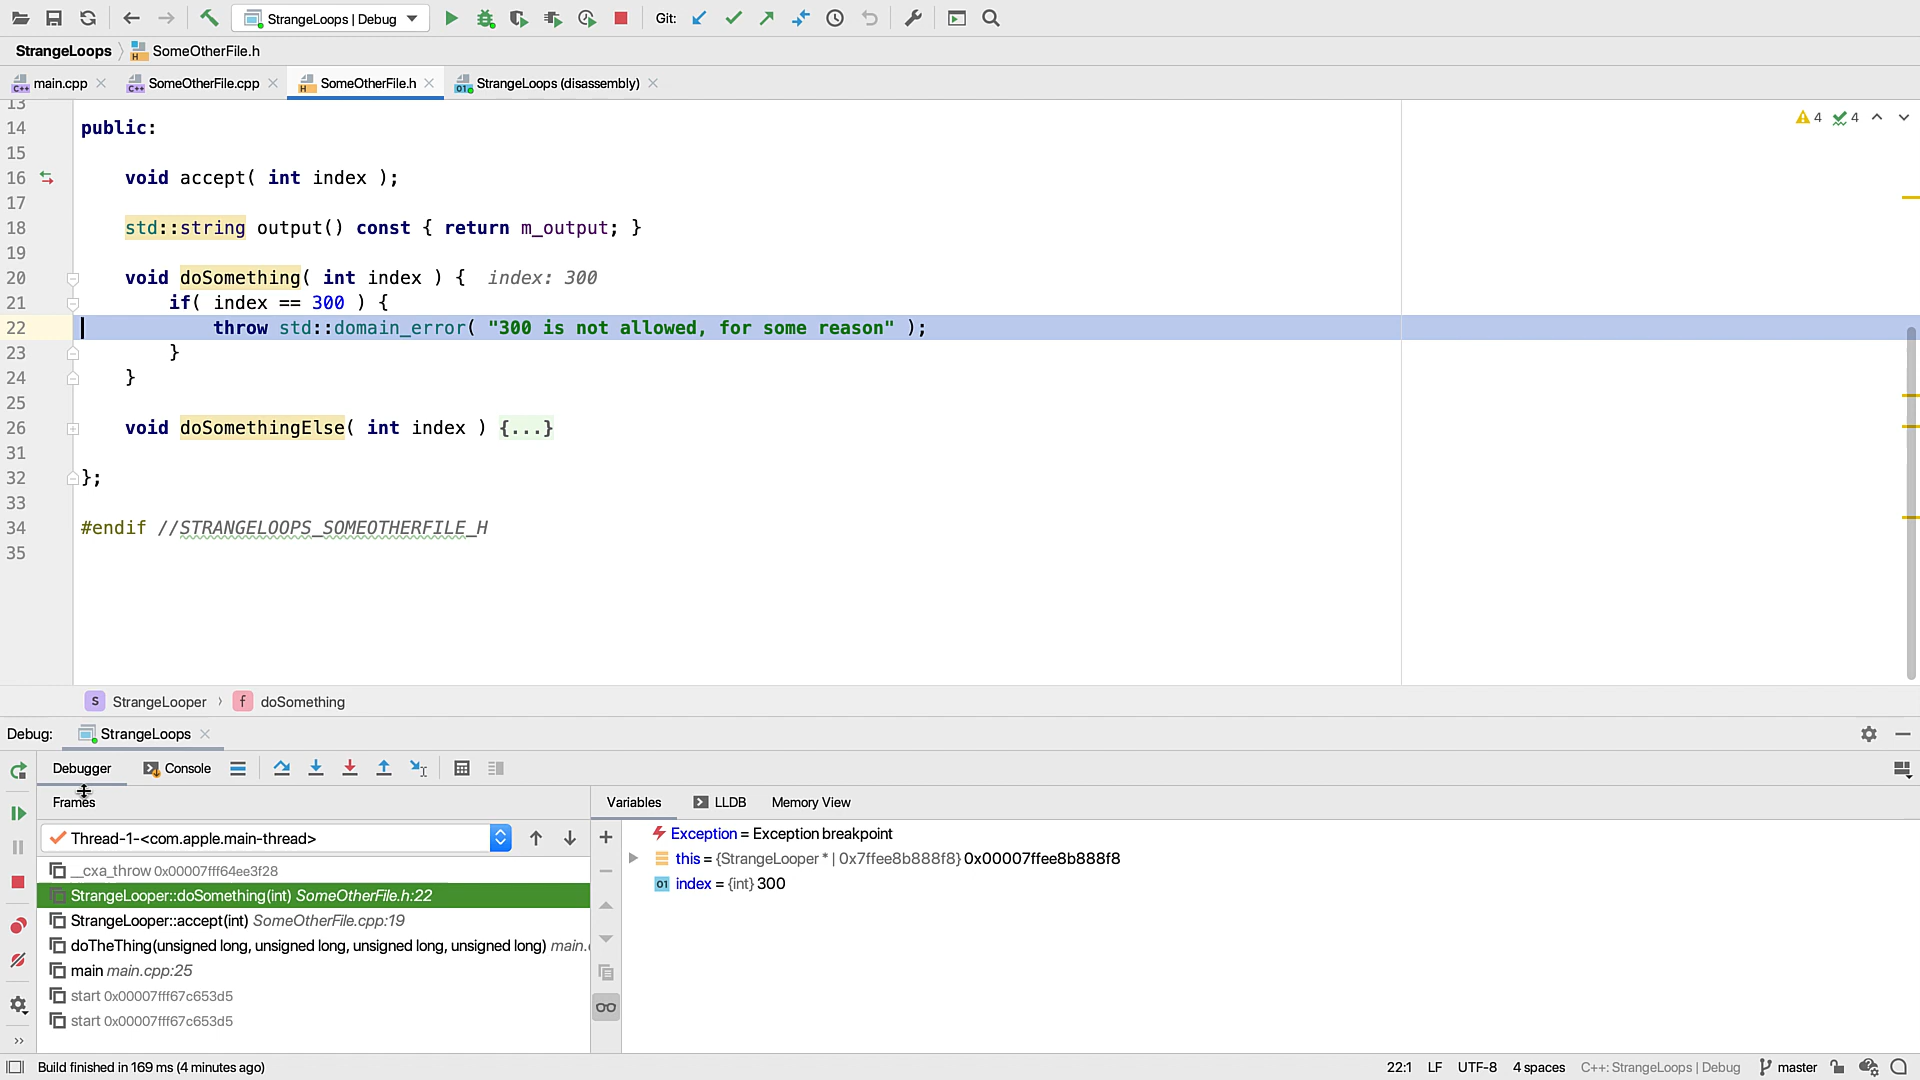 StrangeLoops | Debug
Git:
StrangeLoops
SomeOtherFile.h
main.cpp
SomeOtherFile.cpp
SomeOtherFile.h
StrangeLoops (disassembly)
13
14 public:
4
4
15
16 void accept( int index );
17
18 std::string output() const { return m_output; }
19
20 void doSomething( int index ) { index: 300
21 if( index == 300 ) {
22 throw std::domain_error( "300 is not allowed, for some reason" );
23 }
24 }
25
26 void doSomethingElse( int index ) {...}
31
32 };
33
34 #endif //STRANGELOOPS_SOMEOTHERFILE_H
35
S StrangeLooper
f doSomething
Debug:
StrangeLoops
Debugger
Console
Frames
Variables
LLDB
Memory View
Thread-1-<com.apple.main-thread>
__cxa_throw 0x00007fff64ee3f28
StrangeLooper::doSomething(int) SomeOtherFile.h:22
StrangeLooper::accept(int) SomeOtherFile.cpp:19
doTheThing(unsigned long, unsigned long, unsigned long, unsigned long) main.c
main main.cpp:25
start 0x00007fff67c653d5
start 0x00007fff67c653d5
Exception = Exception breakpoint
this = {StrangeLooper * | 0x7ffee8b888f8} 0x00007ffee8b888f8
01 index = {int} 300
Build finished in 169 ms (4 minutes ago)
22:1
LF
UTF-8
4 spaces
C++: StrangeLoops | Debug
master